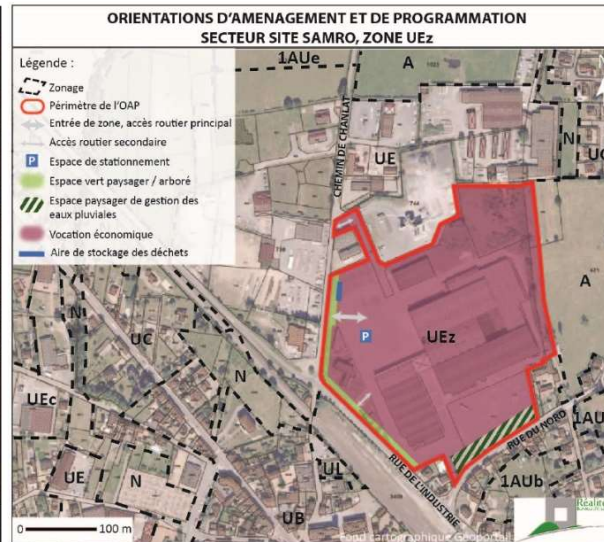 ORIENTATIONS D'AMENAGEMENT ET DE PROGRAMMATION
SECTEUR SITE SAMRO, ZONE UEz
Légende :
Zonage
Périmètre de l'OAP
Entrée de zone, accès routier principal
Accès routier secondaire
P Espace de stationnement
Espace vert paysager / arboré
Espace paysager de gestion des
eaux pluviales
Vocation économique
Aire de stockage des déchets
1AUe
A
CHEMIN DE CHANLAT
UE
N
A
UEz
P
N
UC
N
UEc
UE
N
UL
UB
RUE DE L'INDUSTRIE
RUE DU NORD
1AUb
0 100 m
Fond cartographique Géoportail
Réalité